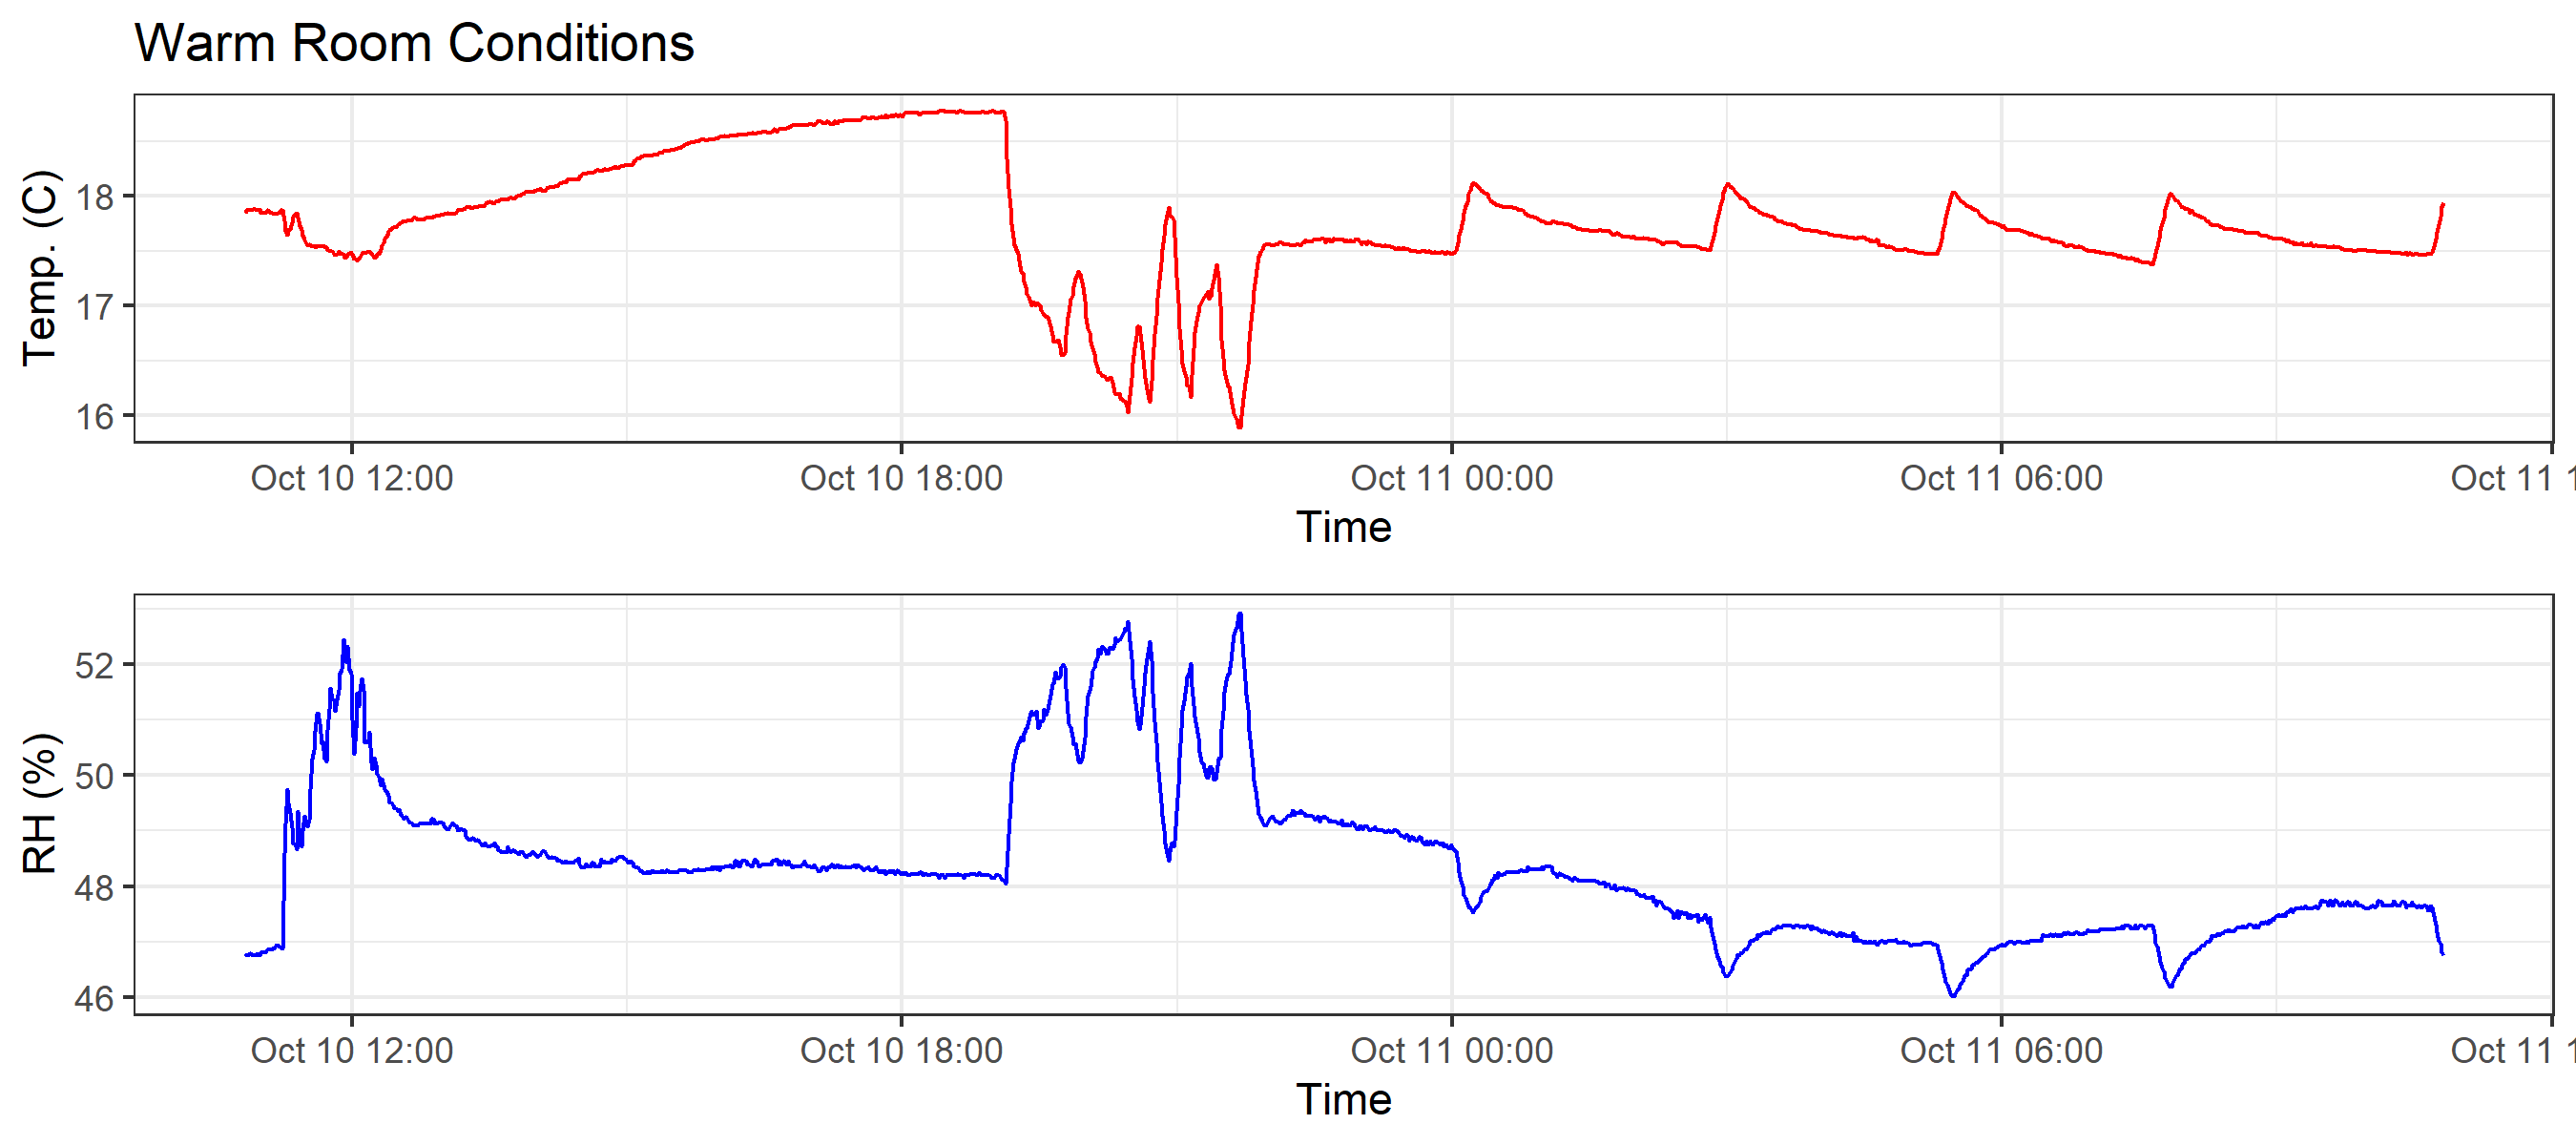 Warm Room Conditions
Temp. (C)
18
17
16
Oct 10 12:00 Oct 10 18:00 Oct 11 00:00 Oct 11 06:00 Oct 11 1
Time
RH (%)
52
50
48
46
Oct 10 12:00 Oct 10 18:00 Oct 11 00:00 Oct 11 06:00 Oct 11 1
Time